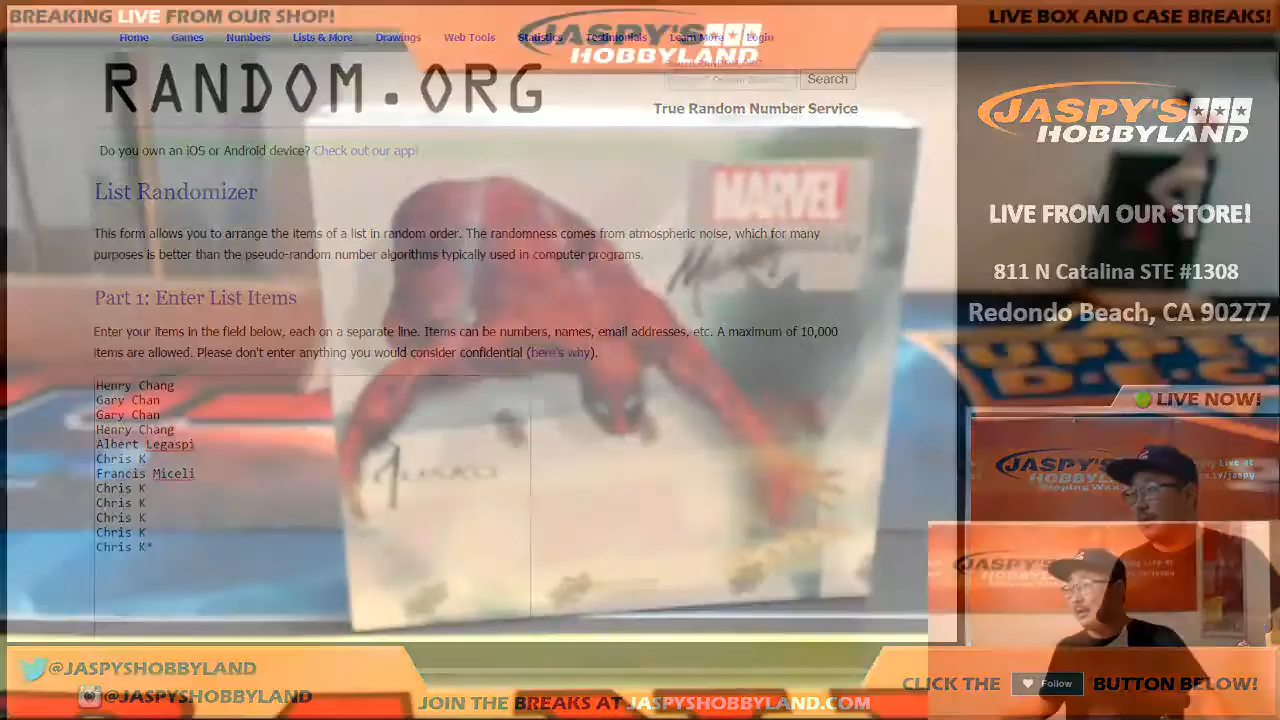 BREAKING LIVE FROM OUR SHOP!
JASPY'S
HOBBYLAND
LIVE BOX AND CASE BREAKS!
Home Games Numbers Lists & More Drawings Web Tools Statistics Testimonials Learn More Login
RANDOM.ORG
Search
True Random Number Service
Do you own an iOS or Android device? Check out our app!
List Randomizer
This form allows you to arrange the items of a list in random order. The randomness comes from atmospheric noise, which for many
purposes is better than the pseudo-random number algorithms typically used in computer programs.
Part 1: Enter List Items
Enter your items in the field below, each on a separate line. Items can be numbers, names, email addresses, etc. A maximum of 10,000
items are allowed. Please don't enter anything you would consider confidential (here's why).
Henry Chang
Gary Chan
Gary Chan
Henry Chang
Albert Legaspi
Chris K
Francis Miceli
Chris K
Chris K
Chris K
Chris K
Chris K*
MARVEL
JASPY'S
HOBBYLAND
LIVE FROM OUR STORE!
811 N Catalina STE #1308
Redondo Beach, CA 90277
UPPER
D.E.C.
LIVE NOW!
JASPY'S
HOBBYLAND
Live at
@JASPYSHOBBYLAND
@JASPYSHOBBYLAND
JOIN THE BREAKS AT JASPYSHOBBYLAND.COM
CLICK THE Follow BUTTON BELOW!